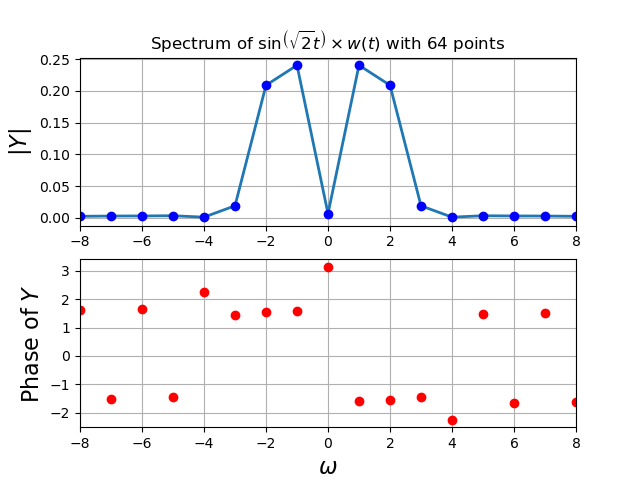 Spectrum of sin(√2t) × w(t) with 64 points
|Y|
0.25
0.20
0.15
0.10
0.05
0.00
−8 −6 −4 −2 0 2 4 6 8
Phase of Y
3
2
1
0
−1
−2
−8 −6 −4 −2 0 2 4 6 8
ω